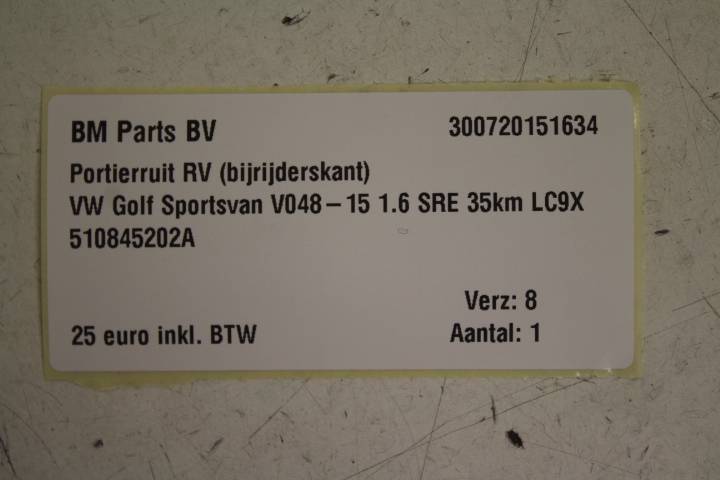 BM Parts BV 300720151634
Portierruit RV (bijrijderskant)
VW Golf Sportsvan V048-15 1.6 SRE 35km LC9X
510845202A
Verz: 8
25 euro inkl. BTW Aantal: 1